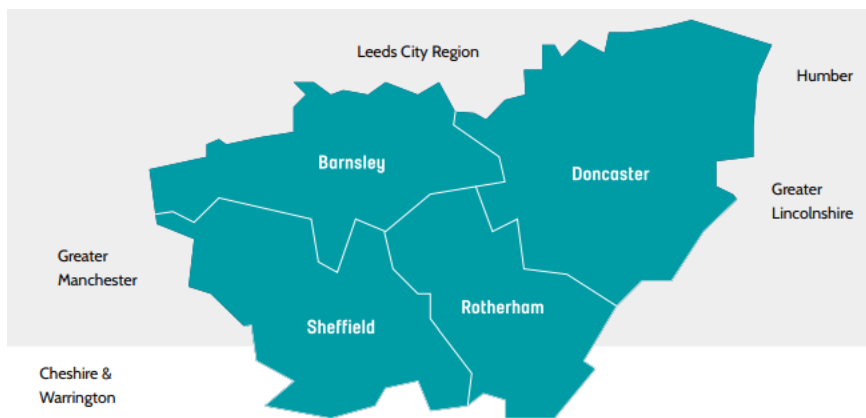 Leeds City Region
Humber
Barnsley
Doncaster
Greater
Lincolnshire
Greater
Manchester
Rotherham
Sheffield
Cheshire &
Warrington